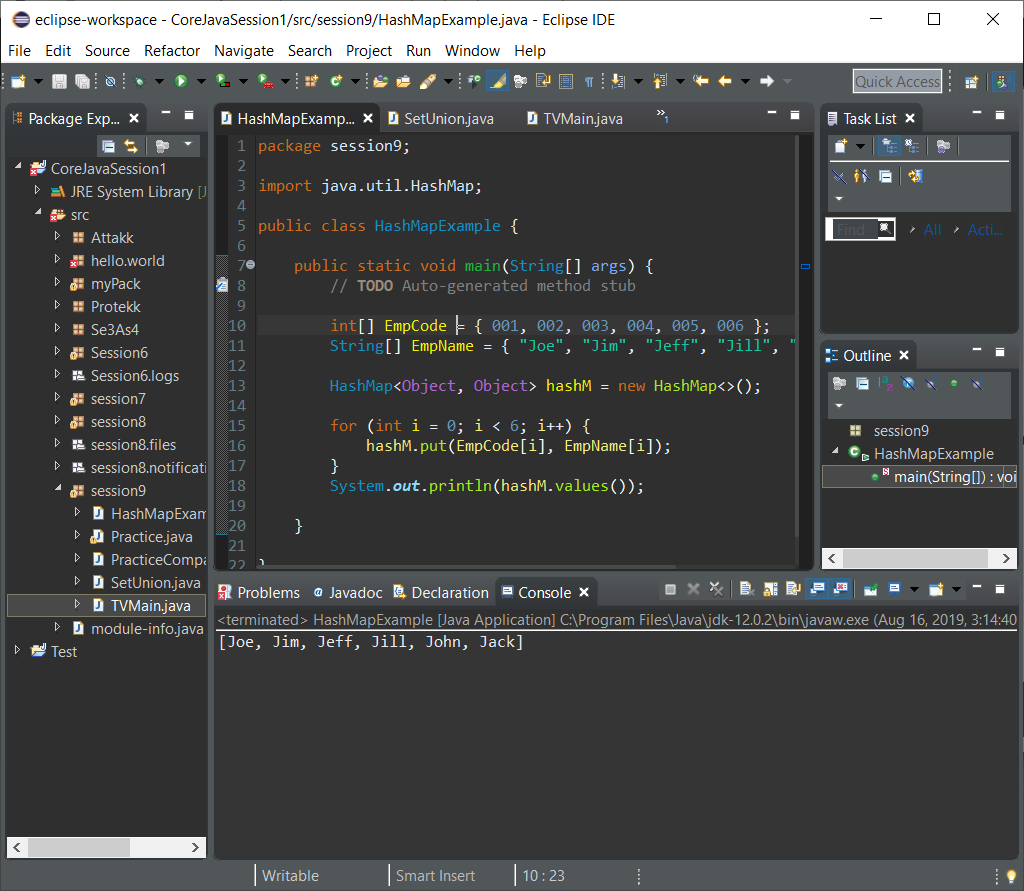 eclipse-workspace - CoreJavaSession1/src/session9/HashMapExample.java - Eclipse IDE
File Edit Source Refactor Navigate Search Project Run Window Help
Quick Access
Package Exp...
CoreJavaSession1
JRE System Library [J
src
Attakk
hello.world
myPack
Protekk
Se3As4
Session6
Session6.logs
session7
session8
session8.files
session8.notificati
session9
HashMapExam
Practice.java
PracticeCompa
SetUnion.java
TVMain.java
module-info.java
Test
HashMapExamp... SetUnion.java TVMain.java »1
1 package session9;
2
3 import java.util.HashMap;
4
5 public class HashMapExample {
6
7 public static void main(String[] args) {
8 // TODO Auto-generated method stub
9
10 int[] EmpCode = { 001, 002, 003, 004, 005, 006 };
11 String[] EmpName = { "Joe", "Jim", "Jeff", "Jill", "
12
13 HashMap<Object, Object> hashM = new HashMap<>();
14
15 for (int i = 0; i < 6; i++) {
16 hashM.put(EmpCode[i], EmpName[i]);
17 }
18 System.out.println(hashM.values());
19
20 }
21
22 }
Task List
Find All Acti...
Outline
session9
HashMapExample
main(String[]) : voi
Problems Javadoc Declaration Console
<terminated> HashMapExample [Java Application] C:\Program Files\Java\jdk-12.0.2\bin\javaw.exe (Aug 16, 2019, 3:14:40
[Joe, Jim, Jeff, Jill, John, Jack]
Writable Smart Insert 10 : 23